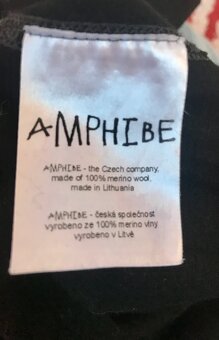 AMPHIBE
AMPHIBE - the Czech company,
made of 100% merino wool,
made in Lithuania
AMPHIBE - česká společnost
vyrobeno ze 100% merino vlny
vyrobeno v Litvě